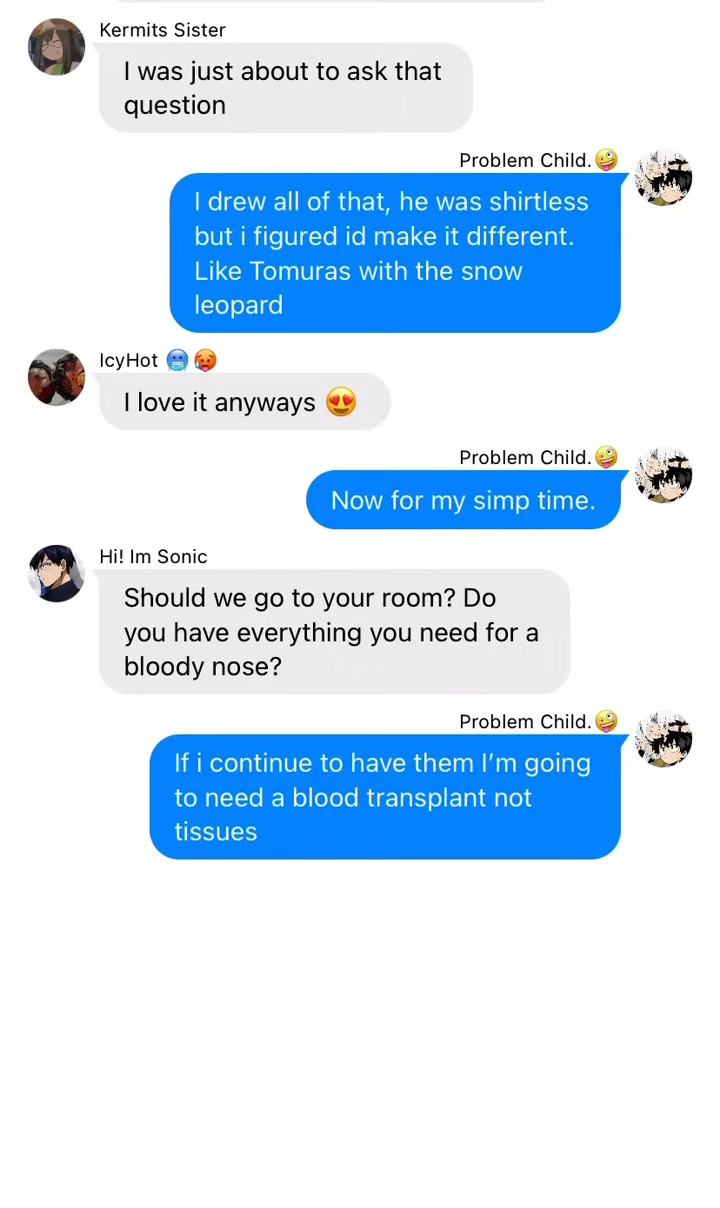 Kermits Sister
I was just about to ask that
question
Problem Child.🤪
I drew all of that, he was shirtless
but i figured id make it different.
Like Tomuras with the snow
leopard
IcyHot 🥶🥵
I love it anyways 😍
Problem Child.🤪
Now for my simp time.
Hi! Im Sonic
Should we go to your room? Do
you have everything you need for a
bloody nose?
Problem Child.🤪
If i continue to have them I’m going
to need a blood transplant not
tissues